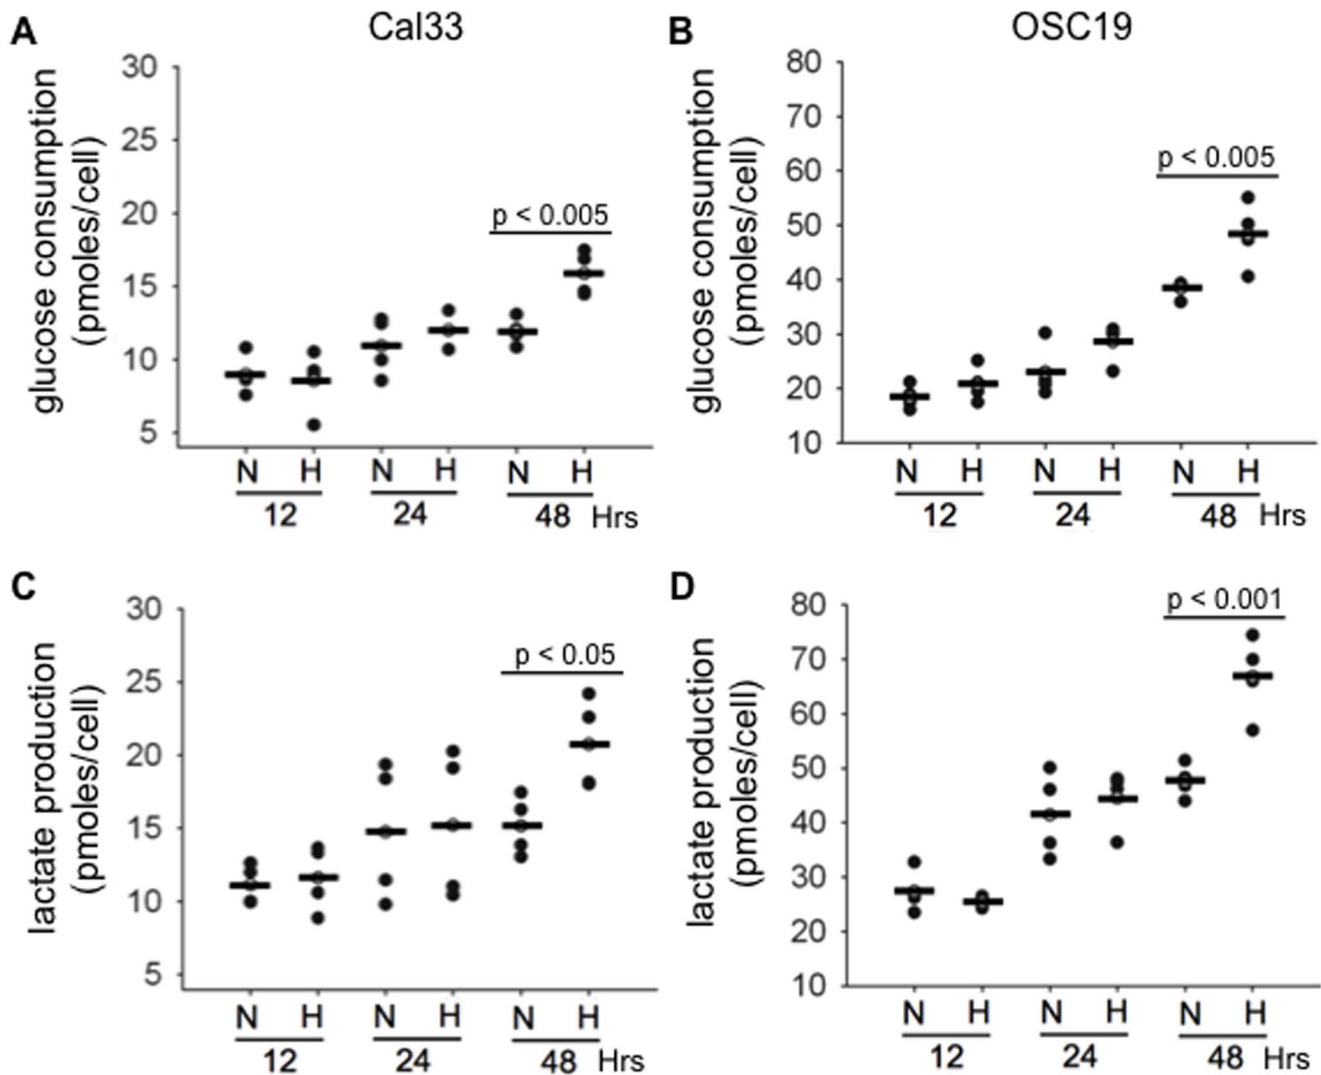 A
Cal33
glucose consumption
(pmoles/cell)
30
25
20
15
10
5
p < 0.005
N H N H N H
12 24 48 Hrs
B
OSC19
glucose consumption
(pmoles/cell)
80
70
60
50
40
30
20
10
p < 0.005
N H N H N H
12 24 48 Hrs
C
lactate production
(pmoles/cell)
30
25
20
15
10
5
p < 0.05
N H N H N H
12 24 48 Hrs
D
lactate production
(pmoles/cell)
80
70
60
50
40
30
20
10
p < 0.001
N H N H N H
12 24 48 Hrs